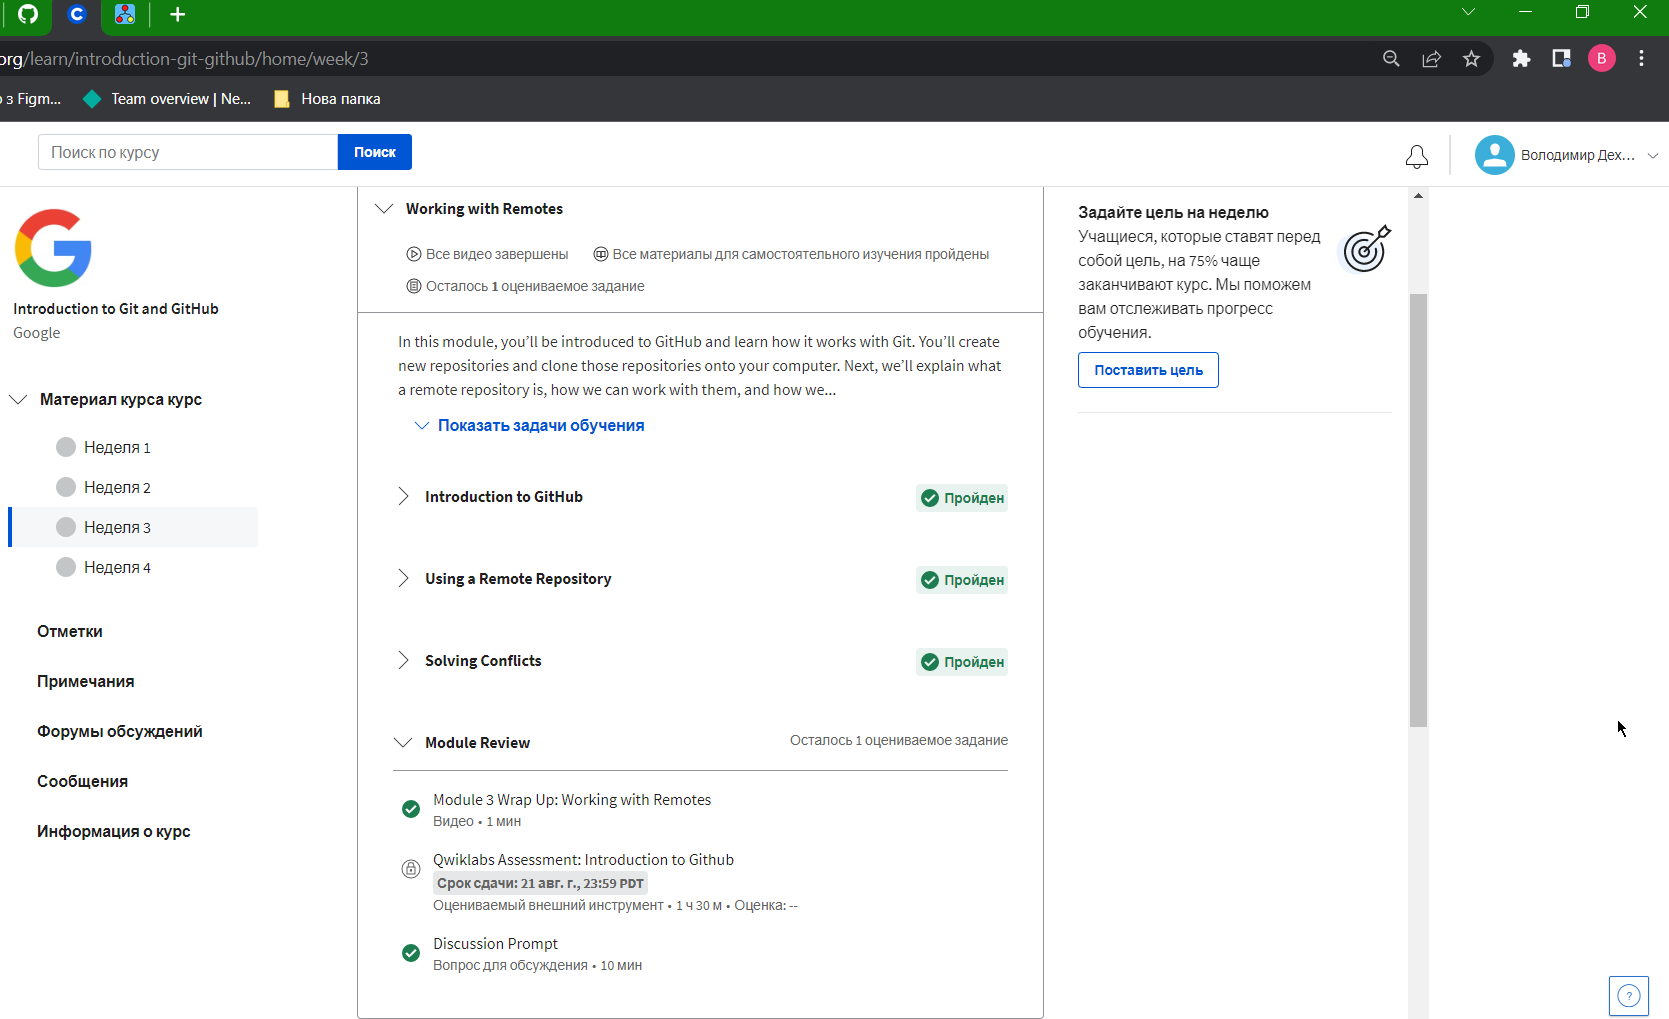 org/learn/introduction-git-github/home/week/3
B
з Figm...
Team overview | Ne...
Нова папка
Поиск по курсу
Поиск
Володимир Дех...
Introduction to Git and GitHub
Google
Материал курса курс
Неделя 1
Неделя 2
Неделя 3
Неделя 4
Отметки
Примечания
Форумы обсуждений
Сообщения
Информация о курс
Working with Remotes
Все видео завершены
Все материалы для самостоятельного изучения пройдены
Осталось 1 оцениваемое задание
In this module, you’ll be introduced to GitHub and learn how it works with Git. You’ll create
new repositories and clone those repositories onto your computer. Next, we’ll explain what
a remote repository is, how we can work with them, and how we...
Показать задачи обучения
Introduction to GitHub
Пройден
Using a Remote Repository
Пройден
Solving Conflicts
Пройден
Module Review
Осталось 1 оцениваемое задание
Module 3 Wrap Up: Working with Remotes
Видео • 1 мин
Qwiklabs Assessment: Introduction to Github
Срок сдачи: 21 авг. г., 23:59 PDT
Оцениваемый внешний инструмент • 1 ч 30 м • Оценка: --
Discussion Prompt
Вопрос для обсуждения • 10 мин
Задайте цель на неделю
Учащиеся, которые ставят перед
собой цель, на 75% чаще
заканчивают курс. Мы поможем
вам отслеживать прогресс
обучения.
Поставить цель
?